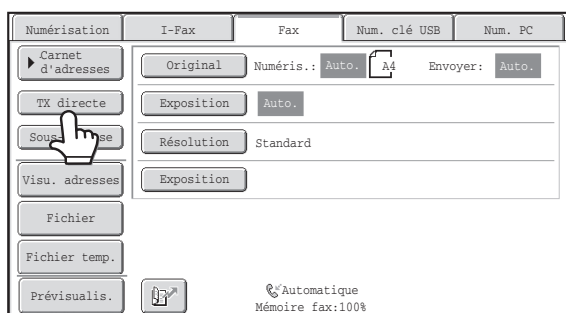 Numérisation
I-Fax
Fax
Num. clé USB
Num. PC
Carnet
d'adresses
Original
Numéris.:
Auto.
A4
Envoyer:
Auto.
TX directe
Exposition
Auto.
Résolution
Standard
Visu. adresses
Exposition
Fichier
Fichier temp.
Prévisualis.
Automatique
Mémoire fax:100%